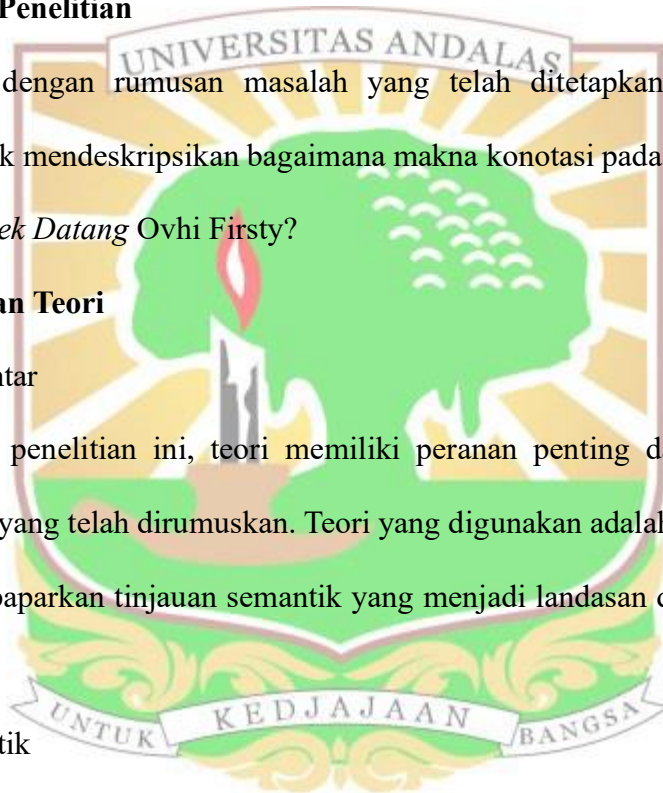 Penelitian
UNIVERSITAS ANDALAS
dengan rumusan masalah yang telah ditetapkan
k mendeskripsikan bagaimana makna konotasi pada
ek Datang Ovhi Firsty?
an Teori
ntar
penelitian ini, teori memiliki peranan penting da
yang telah dirumuskan. Teori yang digunakan adalah
paparkan tinjauan semantik yang menjadi landasan d
UNTUK KEDJAJAAN BANGSA
tik